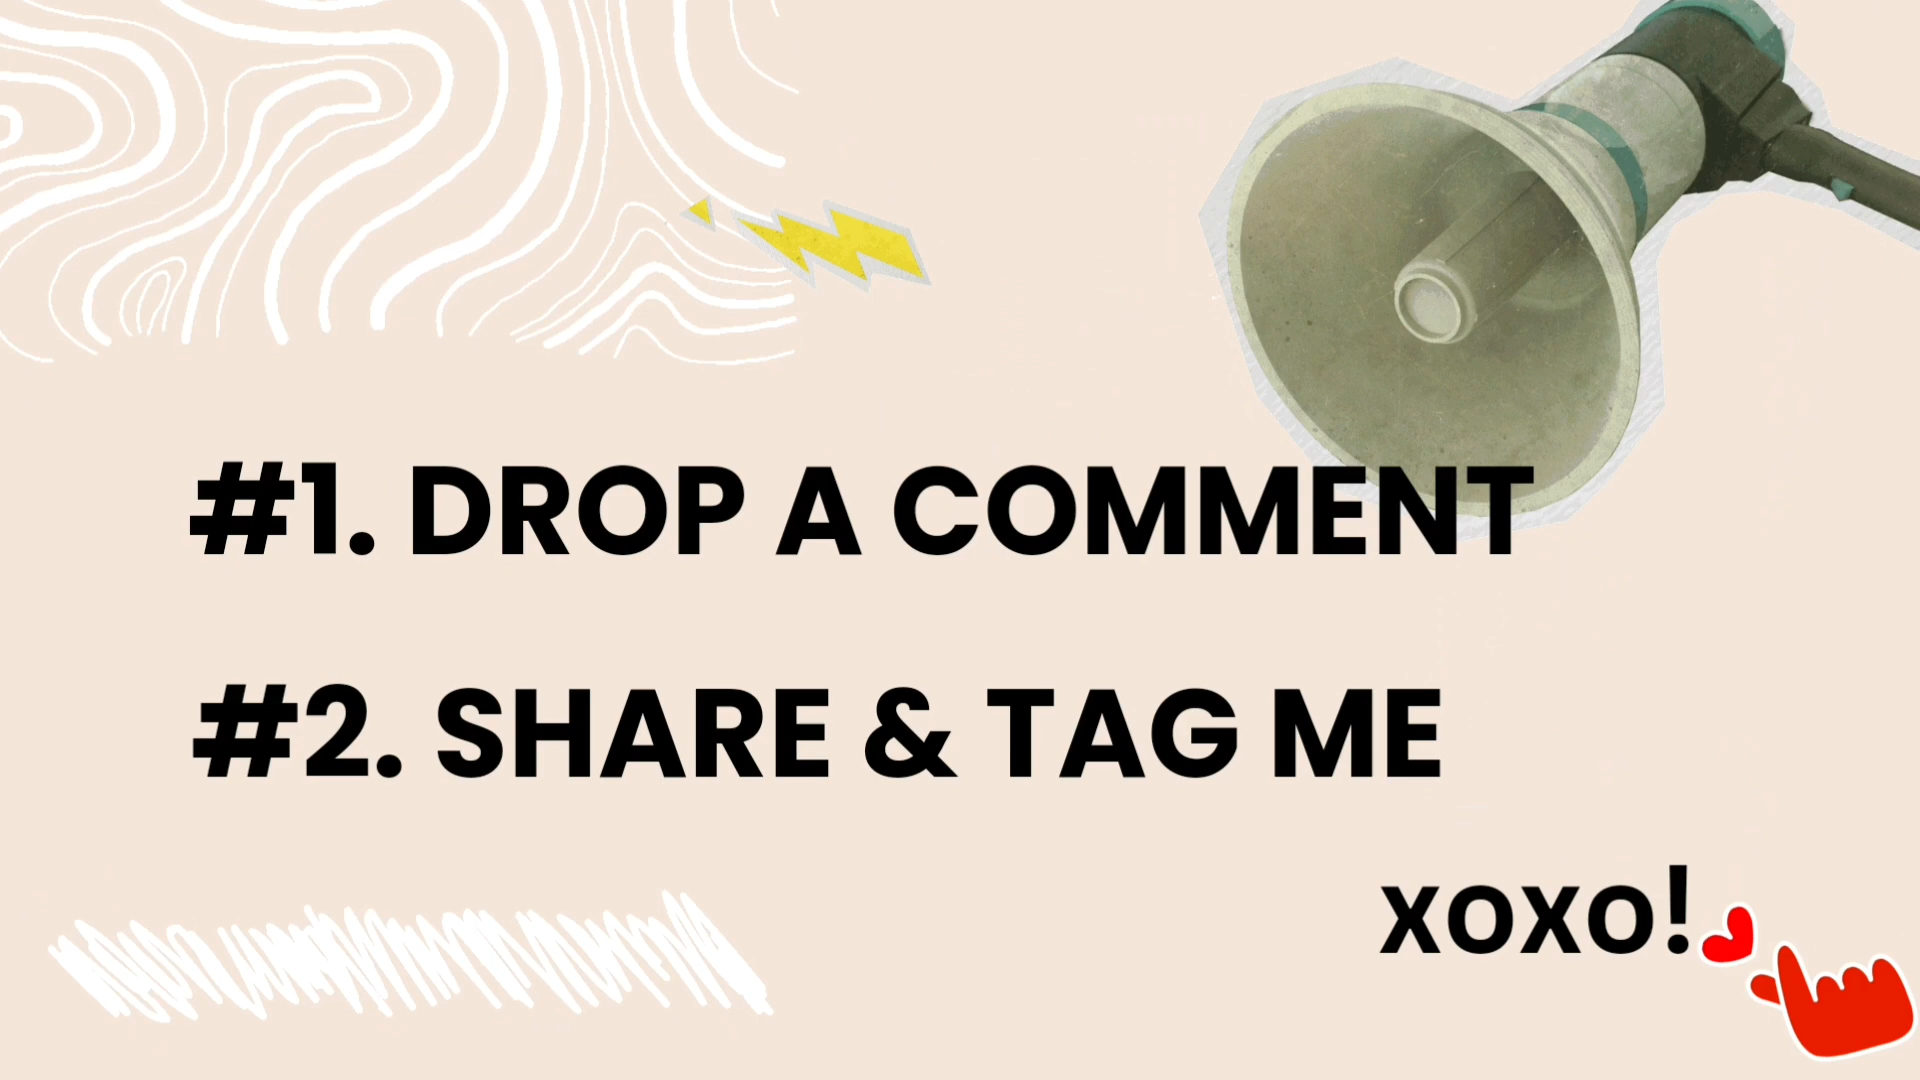 #1. DROP A COMMENT
#2. SHARE & TAG ME
xoxo!